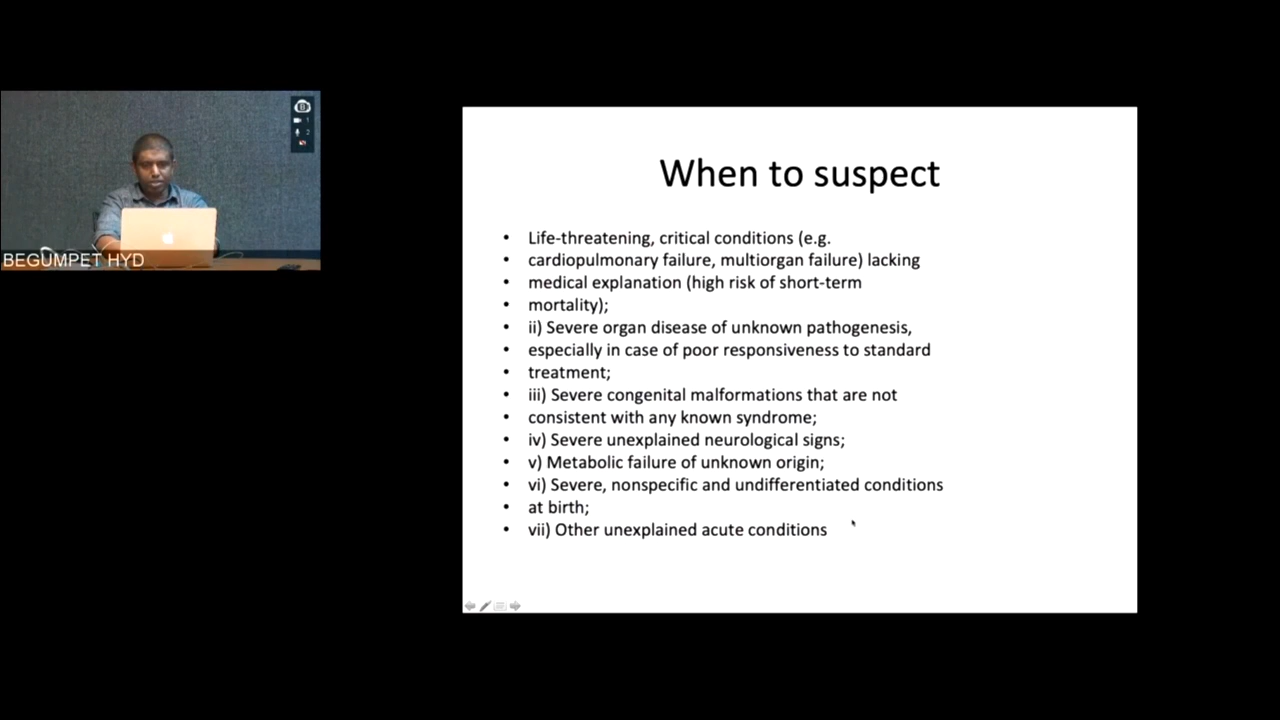 BEGUMPET HYD
When to suspect
• Life-threatening, critical conditions (e.g.
• cardiopulmonary failure, multiorgan failure) lacking
• medical explanation (high risk of short-term
• mortality);
• ii) Severe organ disease of unknown pathogenesis,
• especially in case of poor responsiveness to standard
• treatment;
• iii) Severe congenital malformations that are not
• consistent with any known syndrome;
• iv) Severe unexplained neurological signs;
• v) Metabolic failure of unknown origin;
• vi) Severe, nonspecific and undifferentiated conditions
• at birth;
• vii) Other unexplained acute conditions